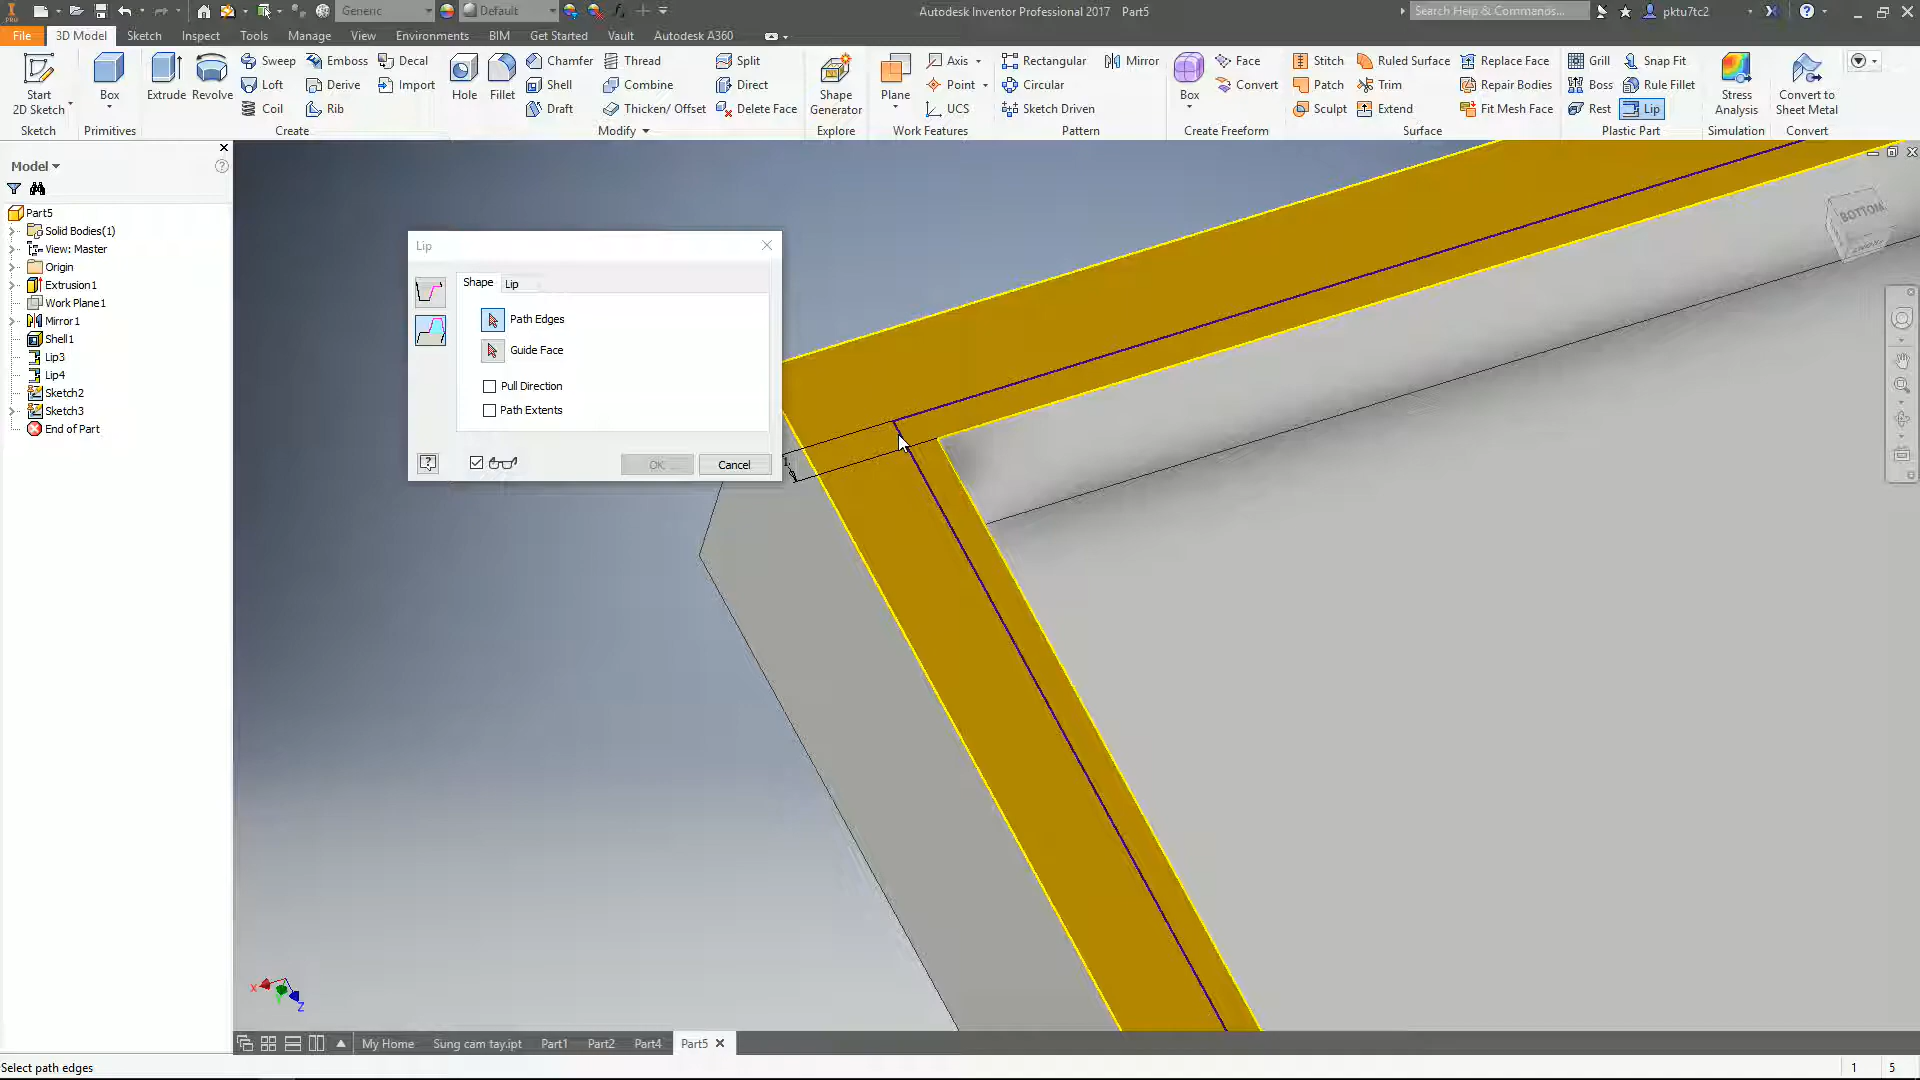 Generic
Default
Autodesk Inventor Professional 2017 Part5
Search Help & Commands...
pktu7tc2
File 3D Model Sketch Inspect Tools Manage View Environments BIM Get Started Vault Autodesk A360
Start
2D Sketch
Sketch
Box
Primitives
Extrude
Revolve
Sweep
Loft
Coil
Emboss
Derive
Rib
Decal
Import
Create
Hole
Fillet
Chamfer
Shell
Draft
Thread
Combine
Thicken/ Offset
Split
Direct
Delete Face
Modify
Shape
Generator
Explore
Plane
Axis
Point
UCS
Work Features
Rectangular
Circular
Sketch Driven
Mirror
Pattern
Box
Face
Convert
Create Freeform
Stitch
Patch
Sculpt
Ruled Surface
Trim
Extend
Replace Face
Repair Bodies
Fit Mesh Face
Surface
Grill
Boss
Rest
Snap Fit
Rule Fillet
Lip
Plastic Part
Stress
Analysis
Simulation
Convert to
Sheet Metal
Convert
Model
Part5
Solid Bodies(1)
View: Master
Origin
Extrusion1
Work Plane1
Mirror1
Shell1
Lip3
Lip4
Sketch2
Sketch3
End of Part
Lip
Shape Lip
Path Edges
Guide Face
Pull Direction
Path Extents
OK Cancel
BOTTOM
X
Z
My Home Sung cam tay.ipt Part1 Part2 Part4 Part5
Select path edges
1 5